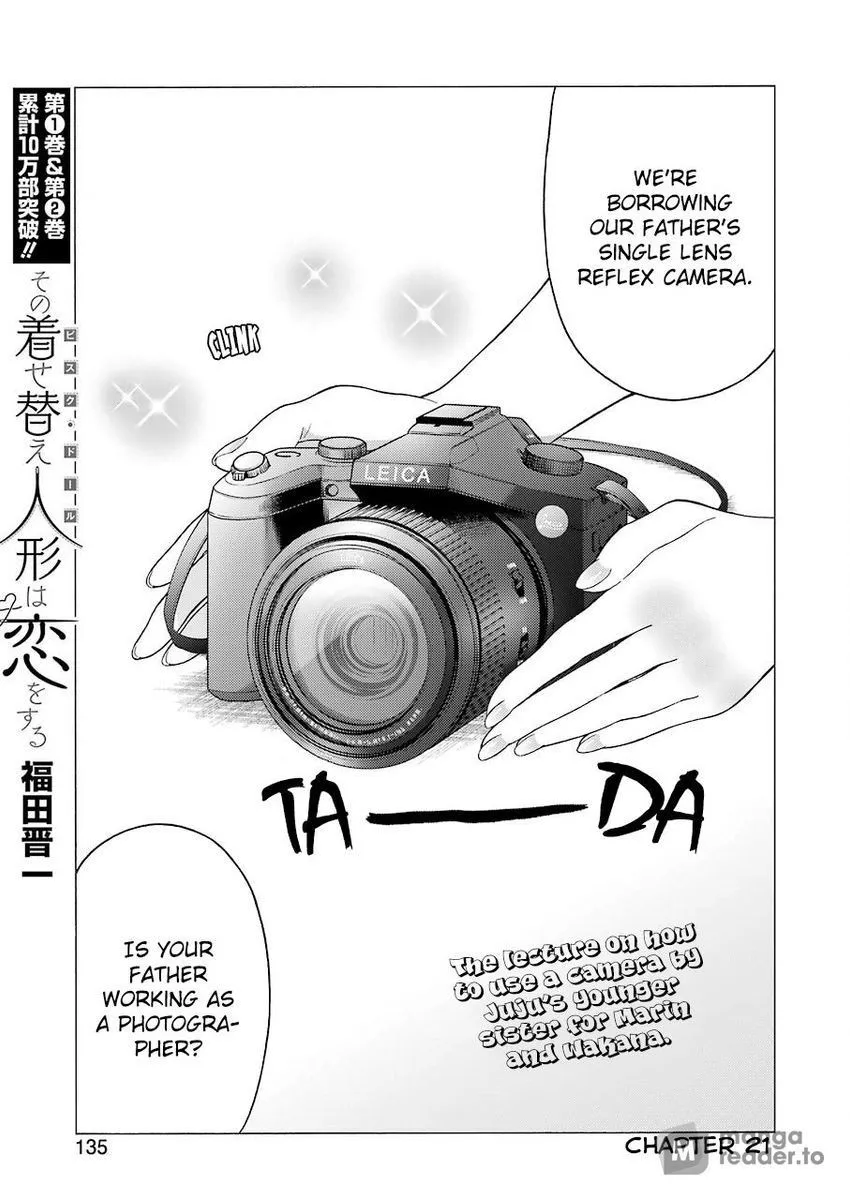 WE'RE
BORROWING
OUR FATHER'S
SINGLE LENS
REFLEX CAMERA.
第❶巻&第❷巻
累計10万部突破!!
その着せ替え人形は恋をする
ビスク・ドール
福田晋一
CLINK
LEICA
TA—DA
The lecture on how
to use a camera by
Juju's younger
sister for Marin
and Wakana.
IS YOUR
FATHER
WORKING AS
A PHOTOGRA-
PHER?
135
CHAPTER 21
M manga
reader.to